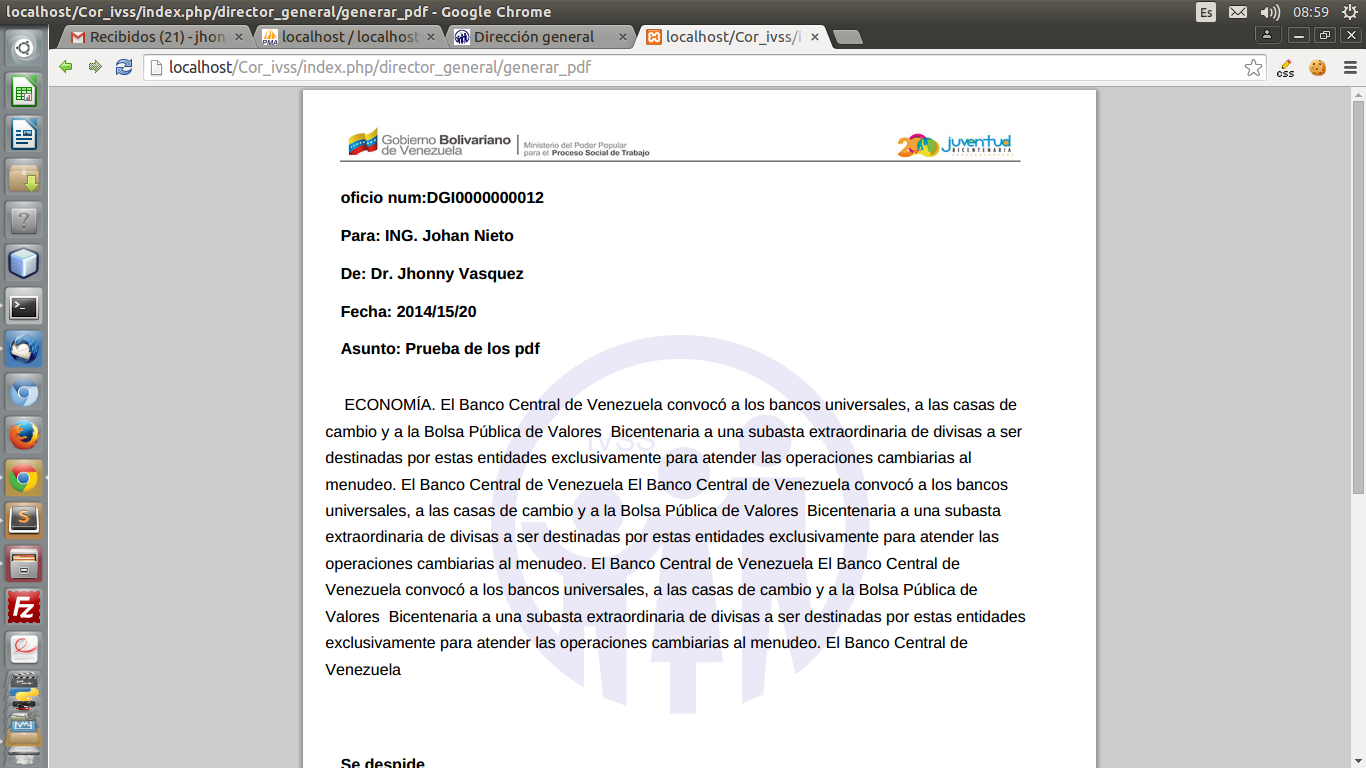 localhost/Cor_ivss/index.php/director_general/generar_pdf - Google Chrome
Es
08:59
Recibidos (21) - jhon
localhost / localhost
Dirección general
localhost/Cor_ivss/i
localhost/Cor_ivss/index.php/director_general/generar_pdf
css
Gobierno Bolivariano
de Venezuela
Ministerio del Poder Popular
para el Proceso Social de Trabajo
200 juventud
BICENTENARIA
oficio num:DGI0000000012
Para: ING. Johan Nieto
De: Dr. Jhonny Vasquez
Fecha: 2014/15/20
Asunto: Prueba de los pdf
IVSS
ECONOMÍA. El Banco Central de Venezuela convocó a los bancos universales, a las casas de
cambio y a la Bolsa Pública de Valores  Bicentenaria a una subasta extraordinaria de divisas a ser
destinadas por estas entidades exclusivamente para atender las operaciones cambiarias al
menudeo. El Banco Central de Venezuela El Banco Central de Venezuela convocó a los bancos
universales, a las casas de cambio y a la Bolsa Pública de Valores  Bicentenaria a una subasta
extraordinaria de divisas a ser destinadas por estas entidades exclusivamente para atender las
operaciones cambiarias al menudeo. El Banco Central de Venezuela El Banco Central de
Venezuela convocó a los bancos universales, a las casas de cambio y a la Bolsa Pública de
Valores  Bicentenaria a una subasta extraordinaria de divisas a ser destinadas por estas entidades
exclusivamente para atender las operaciones cambiarias al menudeo. El Banco Central de
Venezuela
Se despide